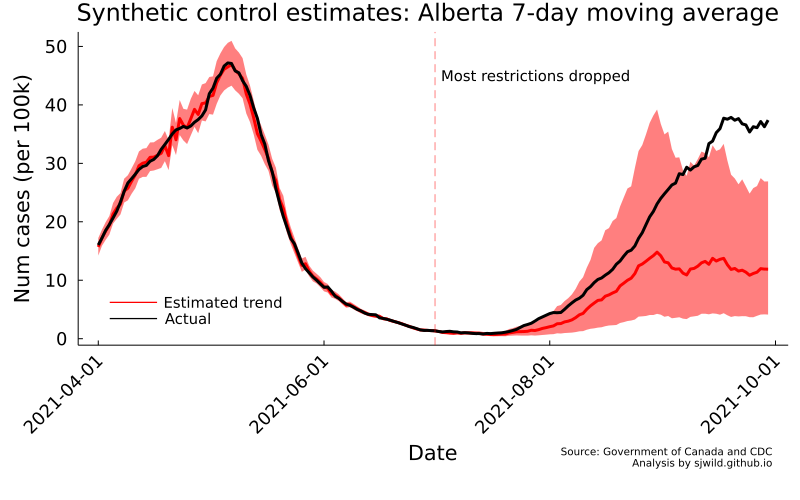 Synthetic control estimates: Alberta 7-day moving average
Num cases (per 100k)
50
40
30
20
10
0
Most restrictions dropped
Estimated trend
Actual
2021-04-01
2021-06-01
2021-08-01
2021-10-01
Date
Source: Government of Canada and CDC
Analysis by sjwild.github.io